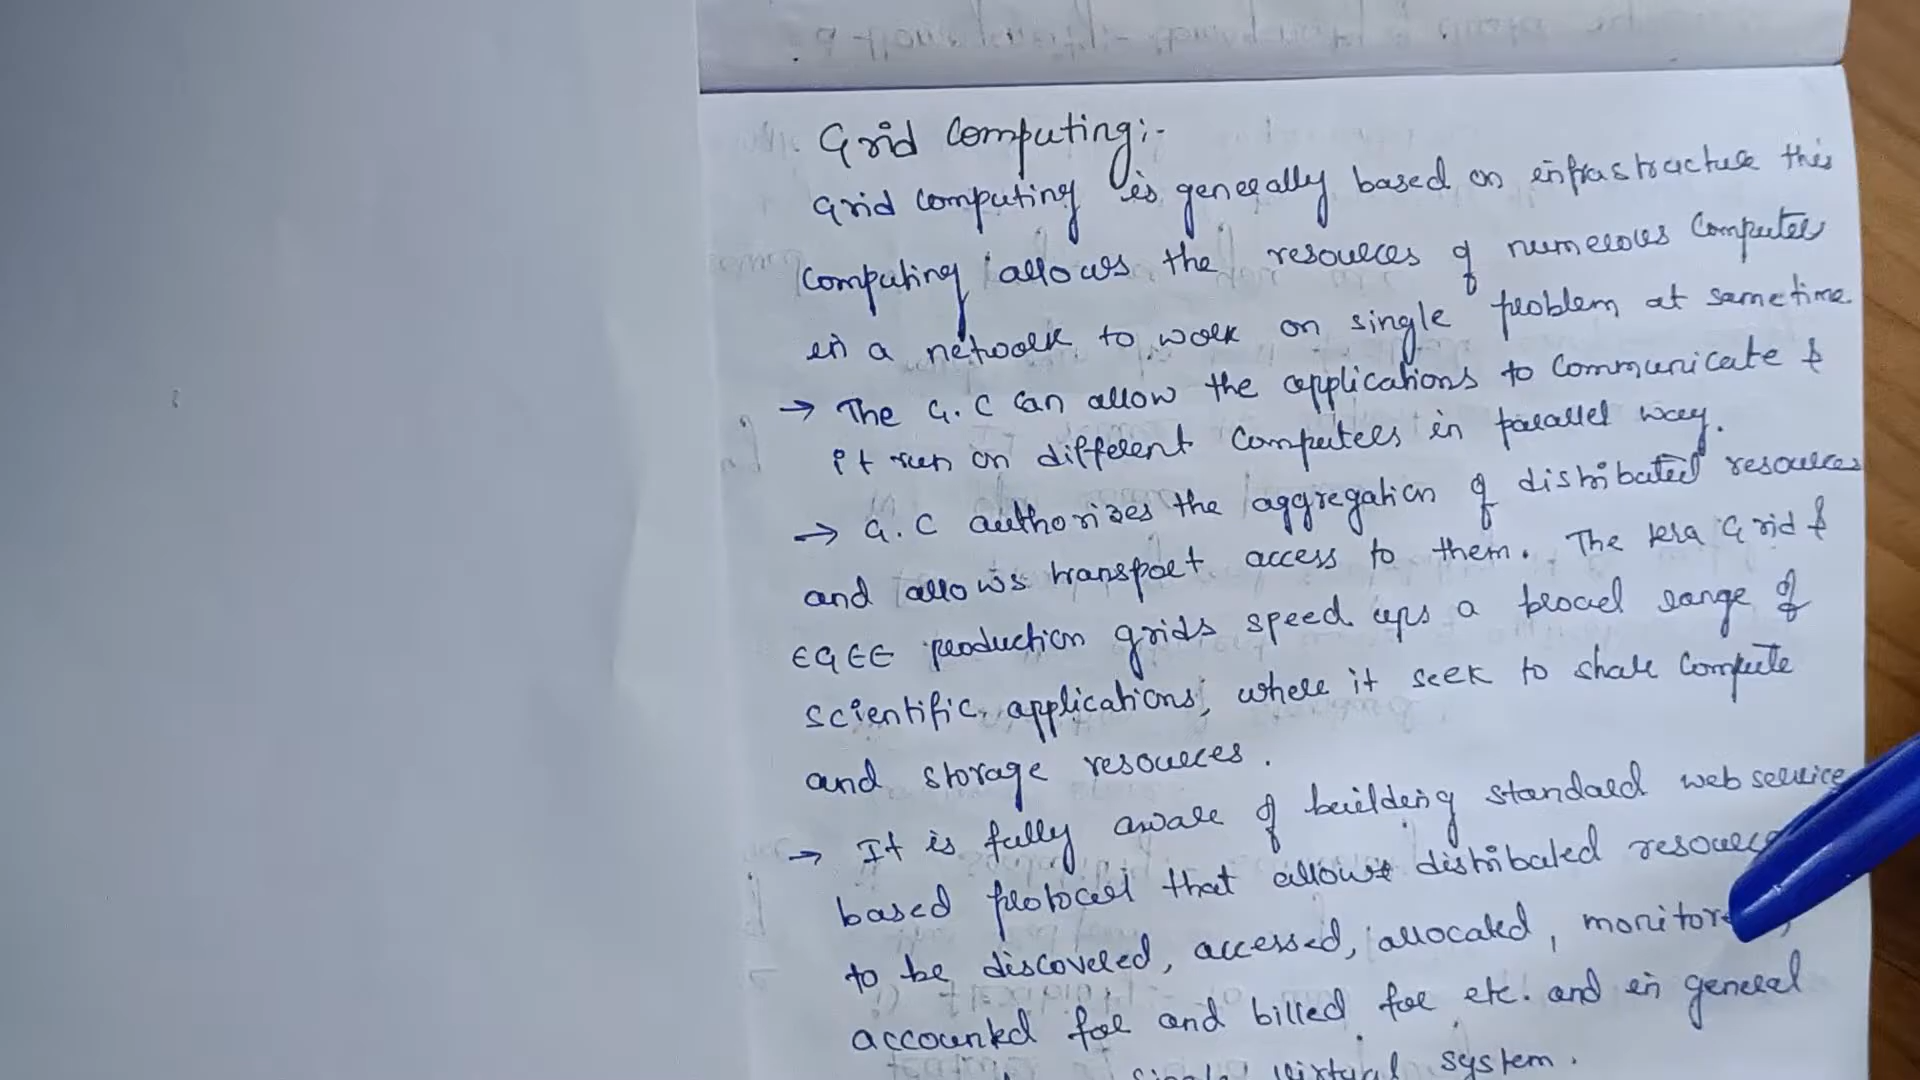 Grid Computing:-
Grid computing is generally based on infrastructure this
computing allows the resources of numerous computers
in a network to work on single problem at same time
→ The G.C can allow the applications to communicate &
it run on different computers in parallel way.
→ G.C authorizes the aggregation of distributed resources
and allows transport access to them. The Grid &
EGEE production grids speed ups a broad range of
scientific applications, where it seek to share compute
and storage resources.
→ It is fully aware of building standard web service
based protocol that allows distributed
to be discovered, accessed, allocated,
accounted for and billed for etc. and in general
single virtual system.